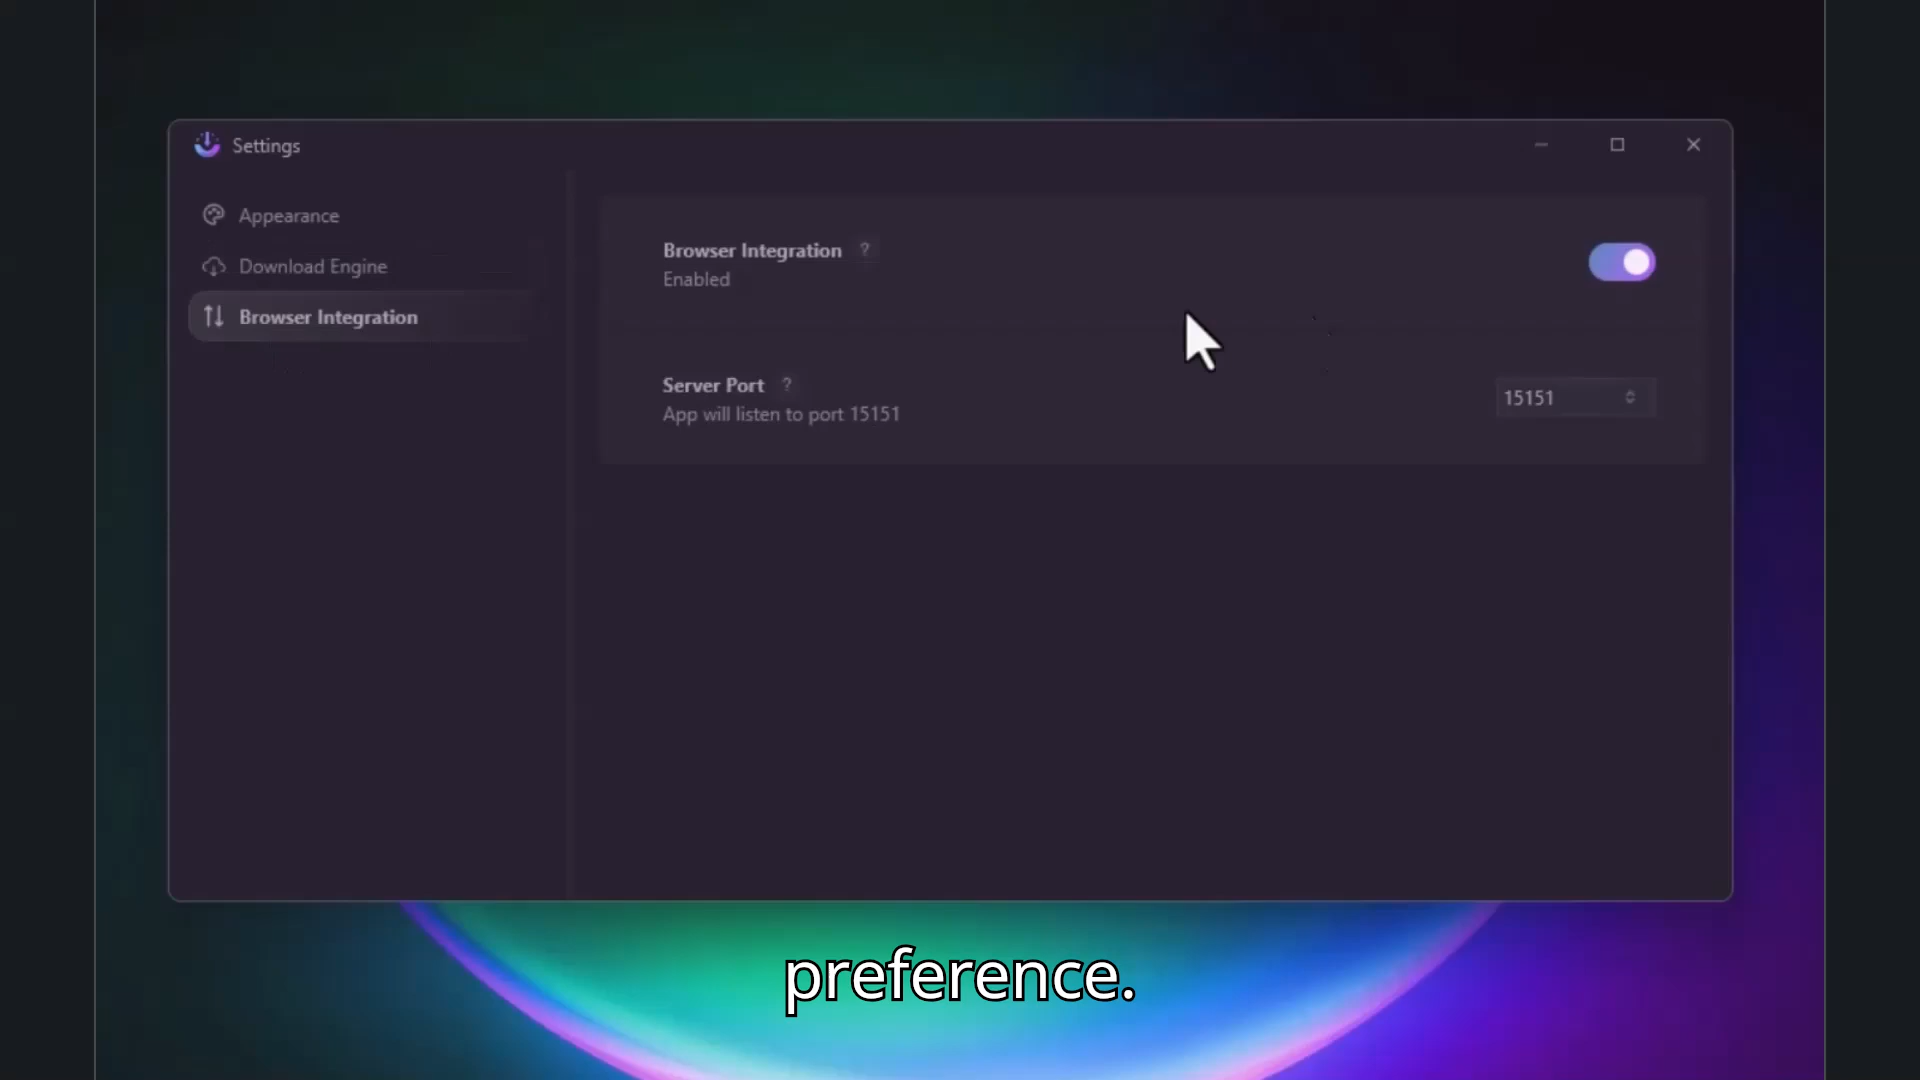 Settings
Appearance
Download Engine
Browser Integration
Browser Integration ?
Enabled
Server Port ?
App will listen to port 15151
15151
preference.